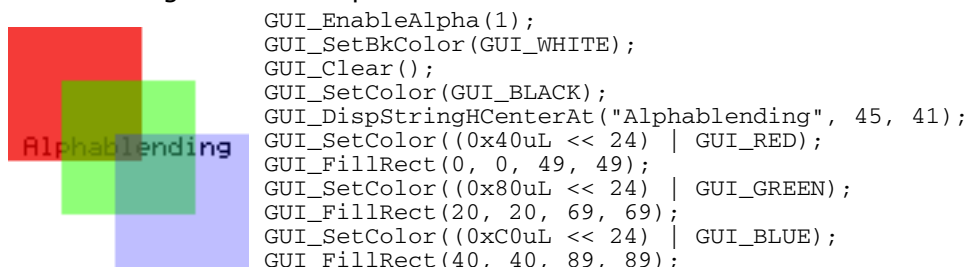 GUI_EnableAlpha(1);
GUI_SetBkColor(GUI_WHITE);
GUI_Clear();
GUI_SetColor(GUI_BLACK);
GUI_DispStringHCenterAt("Alphablending", 45, 41);
GUI_SetColor((0x40uL << 24) | GUI_RED);
GUI_FillRect(0, 0, 49, 49);
GUI_SetColor((0x80uL << 24) | GUI_GREEN);
GUI_FillRect(20, 20, 69, 69);
GUI_SetColor((0xC0uL << 24) | GUI_BLUE);
GUI_FillRect(40, 40, 89, 89);
Alphablending